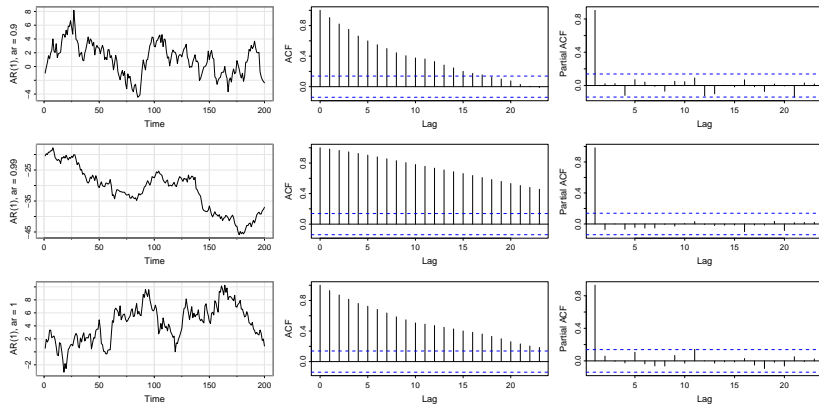 AR(1), ar = 0.9
−4 0 2 4 6 8
0 50 100 150 200
Time
ACF
0.0 0.4 0.8
0 5 10 15 20
Lag
Partial ACF
0.0 0.4 0.8
5 10 15 20
Lag
AR(1), ar = 0.99
−45 −35 −25
0 50 100 150 200
Time
ACF
0.0 0.4 0.8
0 5 10 15 20
Lag
Partial ACF
0.0 0.4 0.8
5 10 15 20
Lag
AR(1), ar = 1
−2 2 4 6 8
0 50 100 150 200
Time
ACF
0.0 0.4 0.8
0 5 10 15 20
Lag
Partial ACF
0.0 0.4 0.8
5 10 15 20
Lag